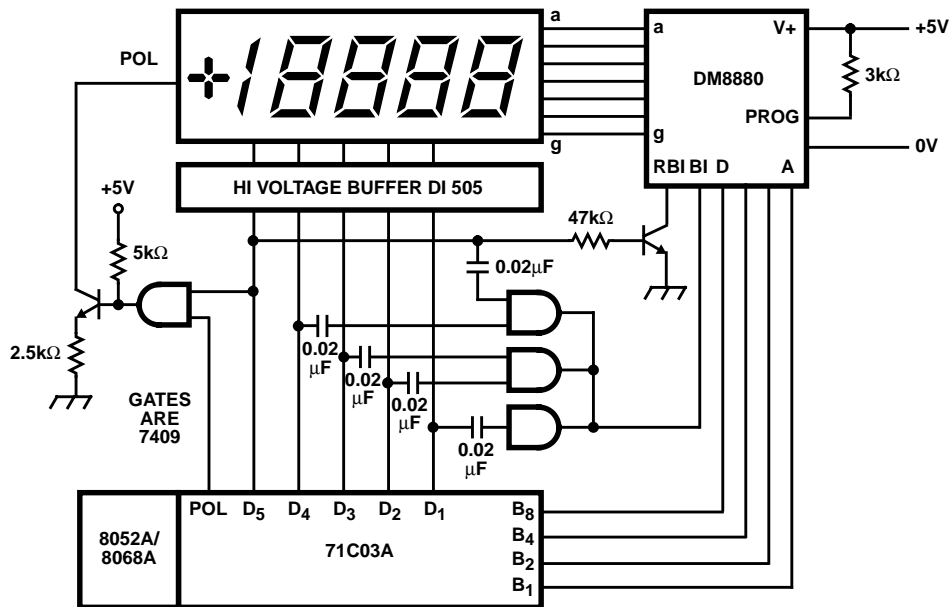 a
a
V+
+5V
POL
DM8880
3kΩ
PROG
g
g
0V
RBI BI D A
HI VOLTAGE BUFFER DI 505
+5V
47kΩ
5kΩ
0.02μF
2.5kΩ
0.02
μF
0.02
μF
0.02
μF
0.02
μF
GATES
ARE
7409
POL D5 D4 D3 D2 D1
8052A/
8068A
71C03A
B8
B4
B2
B1